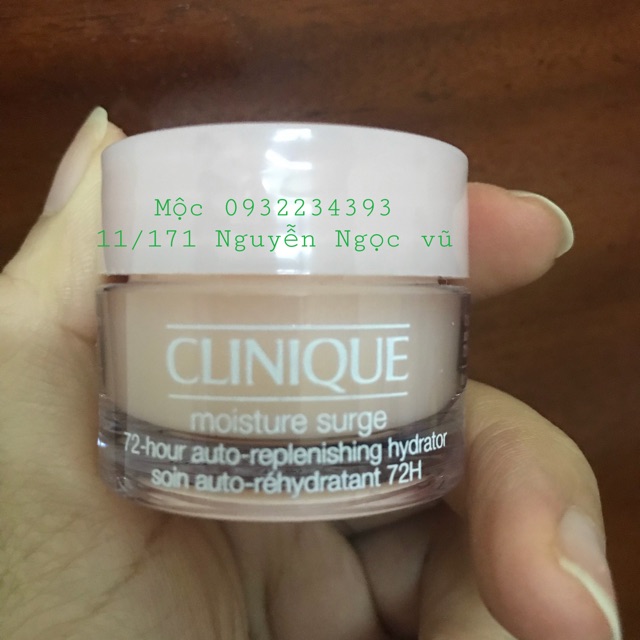 Mộc 0932234393
11/171 Nguyễn Ngọc vũ
CLINIQUE
moisture surge
72-hour auto-replenishing hydrator
soin auto-réhydratant 72H